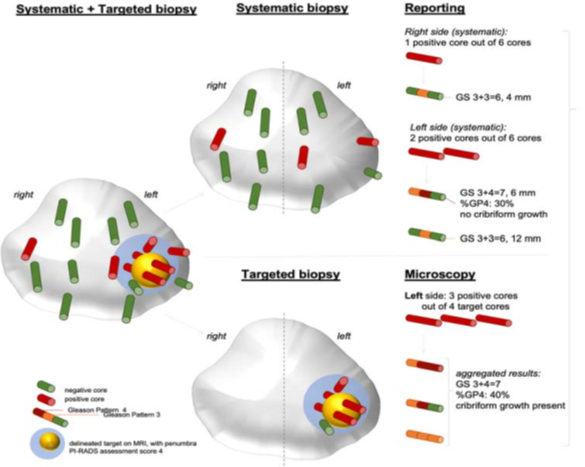 Systematic + Targeted biopsy
Systematic biopsy
Reporting
Right side (systematic):
1 positive core out of 6 cores
GS 3+3=6, 4 mm
Left side (systematic):
2 positive cores out of 6 cores
GS 3+4=7, 6 mm
%GP4: 30%
no cribriform growth
GS 3+3=6, 12 mm
right
left
right
left
Targeted biopsy
right
left
Microscopy
Left side: 3 positive cores
out of 4 target cores
aggregated results:
GS 3+4=7
%GP4: 40%
cribriform growth present
negative core
positive core
Gleason Pattern 4
Gleason Pattern 3
delineated target on MRI, with penumbra
PI-RADS assessment score 4